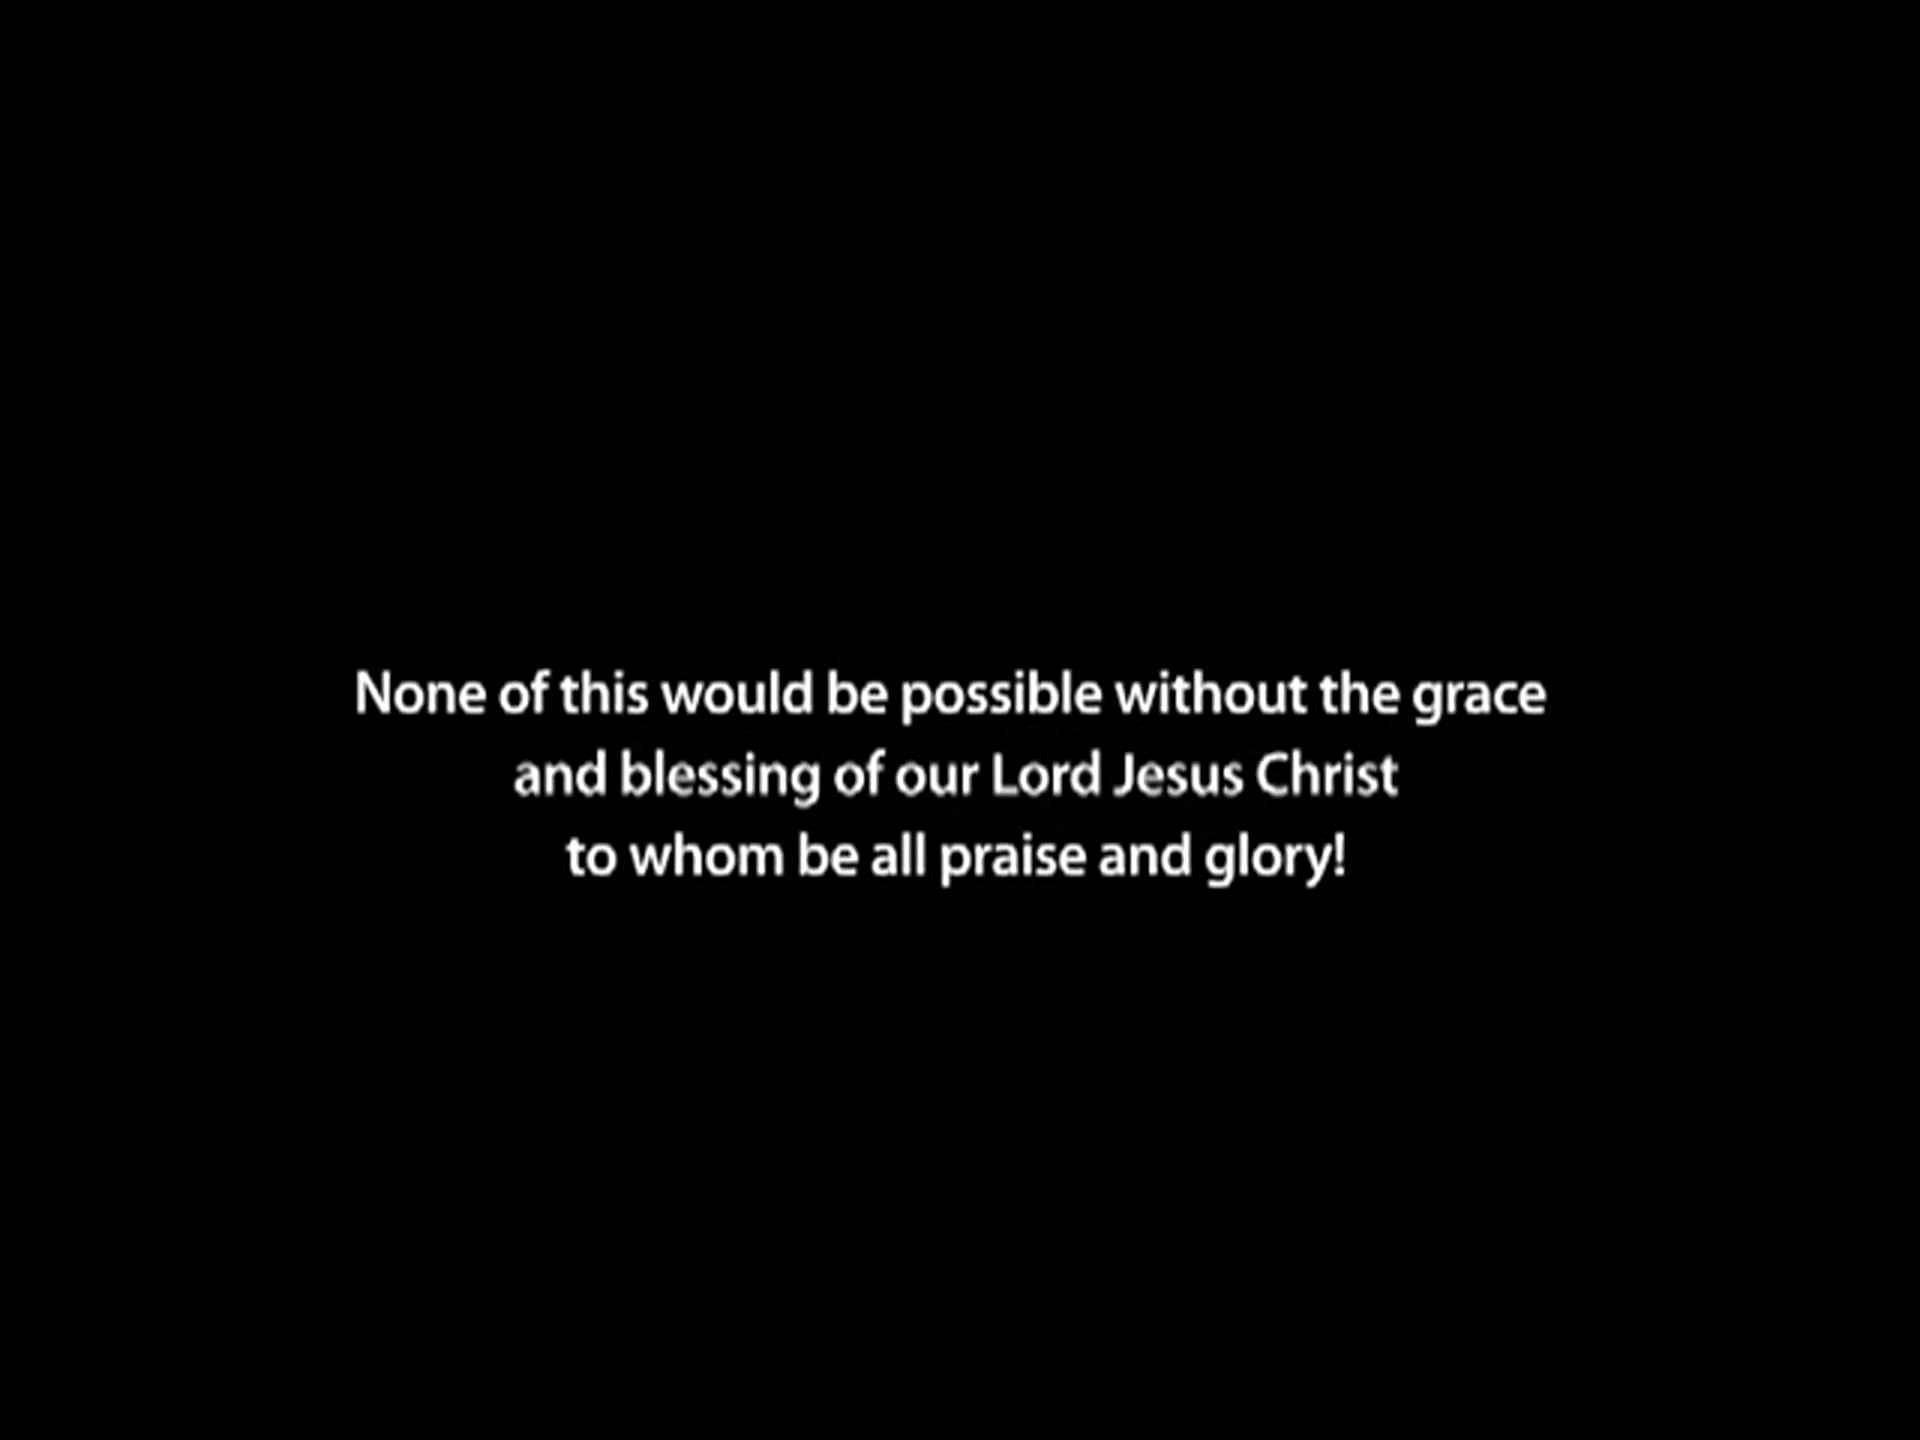 None of this would be possible without the grace
and blessing of our Lord Jesus Christ
to whom be all praise and glory!